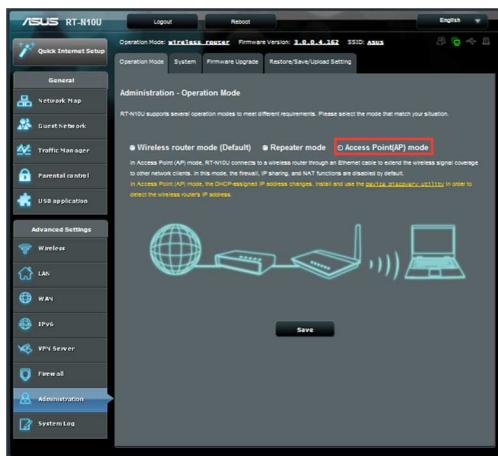 ASUS RT-N10U Logout Reboot English
Operation Mode: wireless router Firmware Version: 3.0.0.4.162 SSID: ASUS
Quick Internet Setup
Operation Mode System Firmware Upgrade Restore/Save/Upload Setting
General
Network Map
Guest Network
Traffic Manager
Parental control
USB application
Advanced Settings
Wireless
LAN
WAN
IPv6
VPN Server
Firewall
Administration
System Log
Administration - Operation Mode
RT-N10U supports several operation modes to meet different requirements. Please select the mode that match your situation.
Wireless router mode (Default) Repeater mode Access Point(AP) mode
In Access Point (AP) mode, RT-N10U connects to a wireless router through an Ethernet cable to extend the wireless signal coverage
to other network clients. In this mode, the firewall, IP sharing, and NAT functions are disabled by default.
In Access Point (AP) mode, the DHCP-assigned IP address changes. Install and use the device discovery utility in order to
detect the wireless router's IP address.
Save